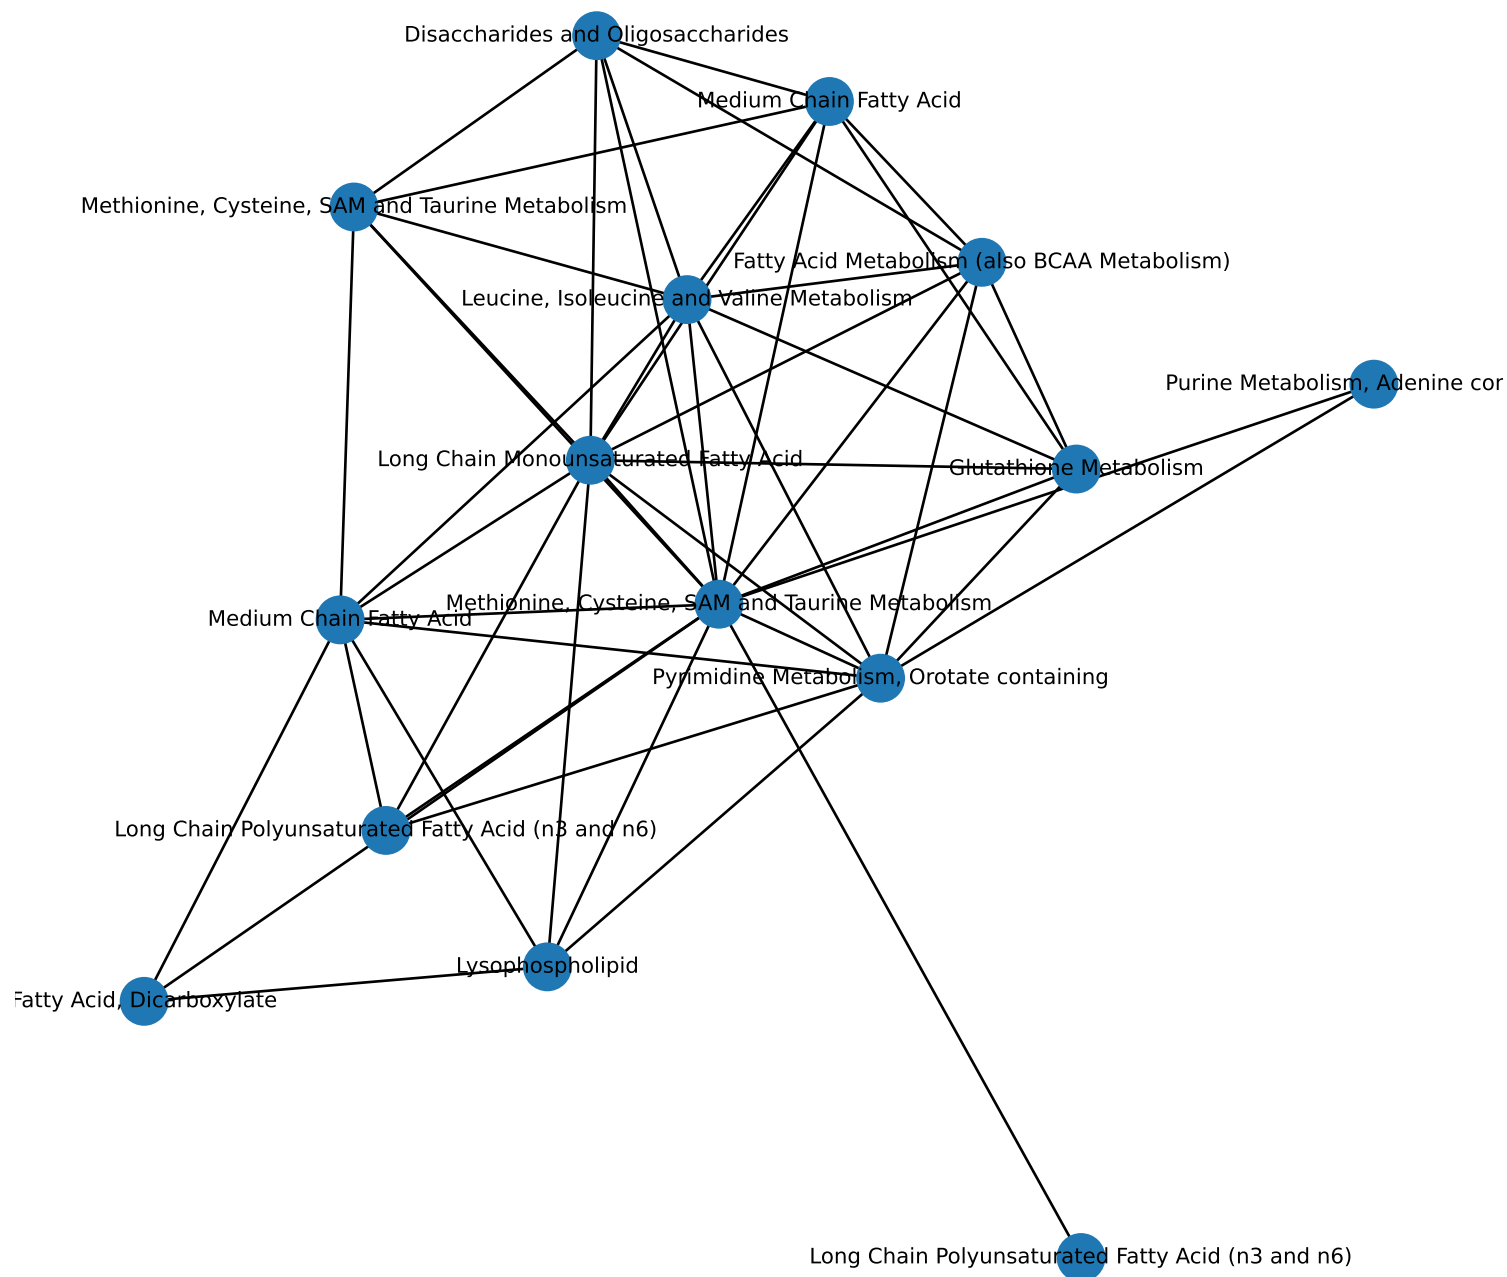 Disaccharides and Oligosaccharides
Medium Chain Fatty Acid
Methionine, Cysteine, SAM and Taurine Metabolism
Fatty Acid Metabolism (also BCAA Metabolism)
Leucine, Isoleucine and Valine Metabolism
Purine Metabolism, Adenine cor
Long Chain Monounsaturated Fatty Acid
Glutathione Metabolism
Methionine, Cysteine, SAM and Taurine Metabolism
Medium Chain Fatty Acid
Pyrimidine Metabolism, Orotate containing
Long Chain Polyunsaturated Fatty Acid (n3 and n6)
Lysophospholipid
Fatty Acid, Dicarboxylate
Long Chain Polyunsaturated Fatty Acid (n3 and n6)